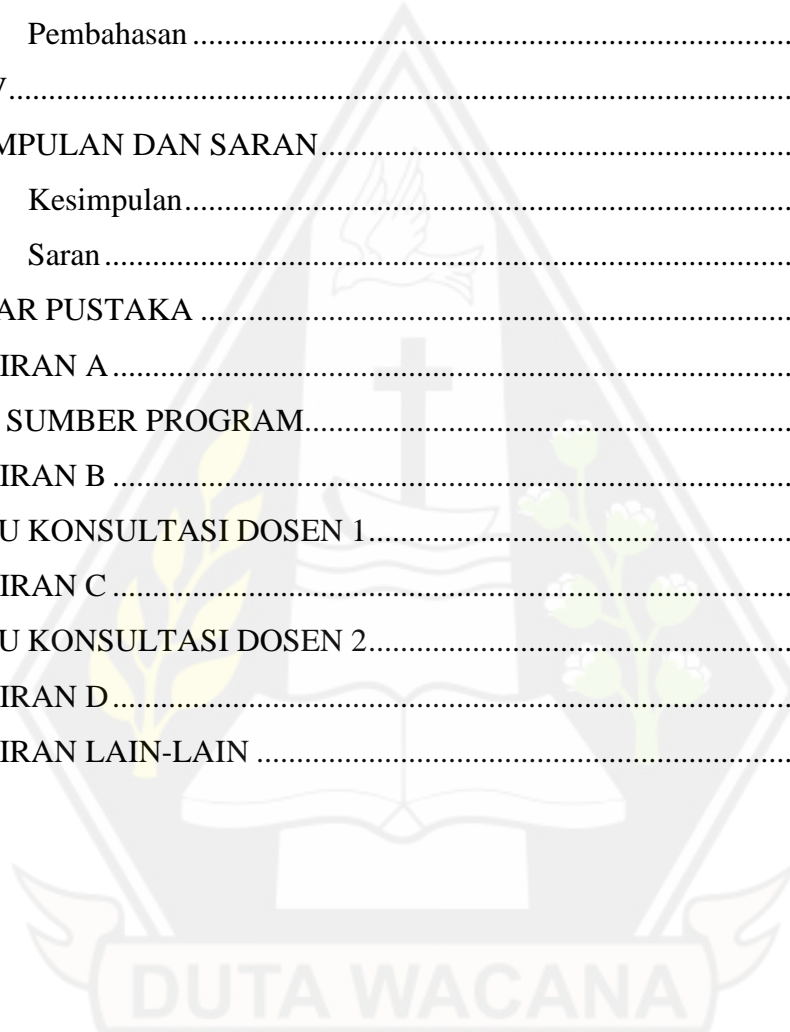 Pembahasan
V
MPULAN DAN SARAN
Kesimpulan
Saran
AR PUSTAKA
IRAN A
SUMBER PROGRAM
IRAN B
U KONSULTASI DOSEN 1
IRAN C
U KONSULTASI DOSEN 2
IRAN D
IRAN LAIN-LAIN
DUTA WACANA